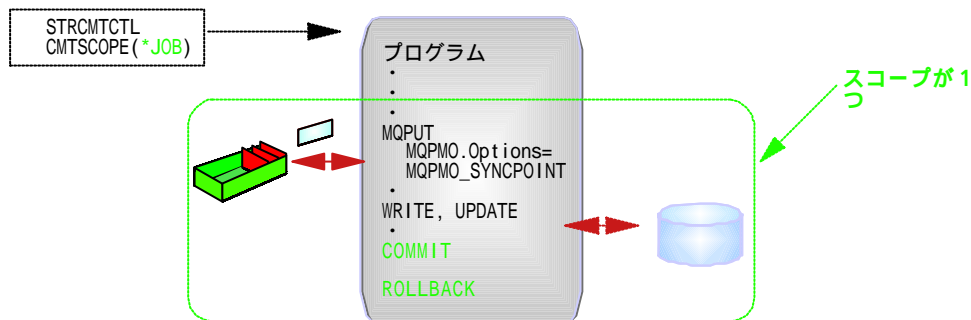 STRCMTCTL
CMTSCOPE(*JOB)
プログラム
・
・
・
MQPUT
MQPMO.Options=
MQPMO_SYNCPOINT
・
WRITE, UPDATE
・
COMMIT
ROLLBACK
スコープが1
つ